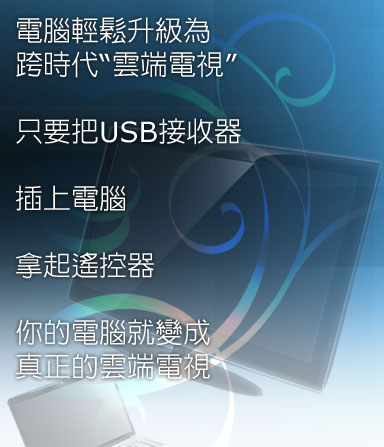 電腦輕鬆升級為
跨時代“雲端電視”
只要把USB接收器
插上電腦
拿起遙控器
你的電腦就變成
真正的雲端電視